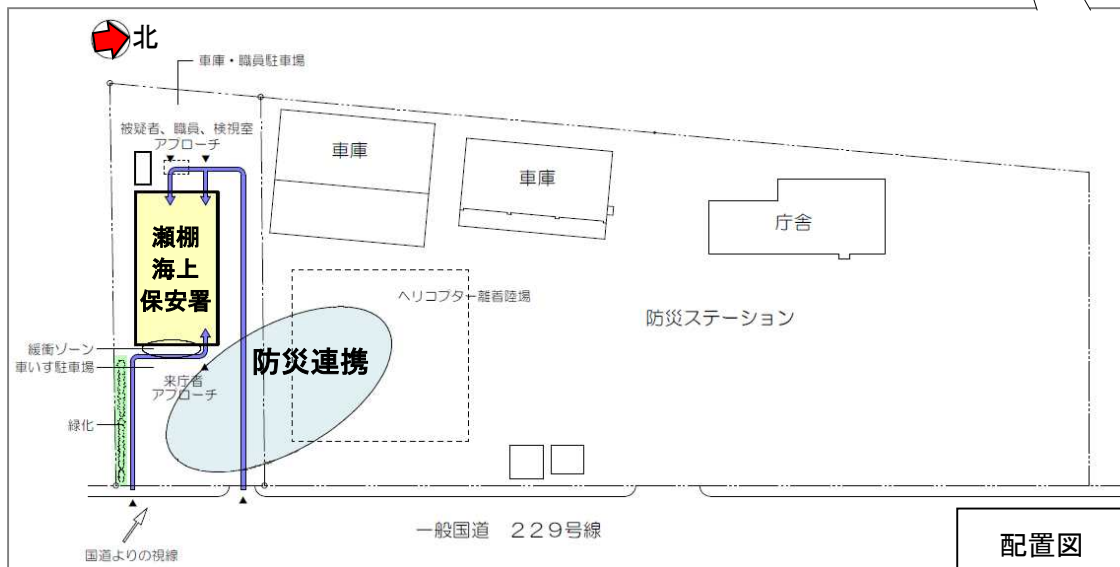 北
車庫・職員駐車場
被疑者、職員、検視室
アプローチ
車庫
車庫
庁舎
瀬棚
海上
保安署
ヘリコプター離着陸場
防災ステーション
防災連携
緩衝ゾーン
車いす駐車場
来庁者
アプローチ
緑化
一般国道 229号線
国道よりの視線
配置図